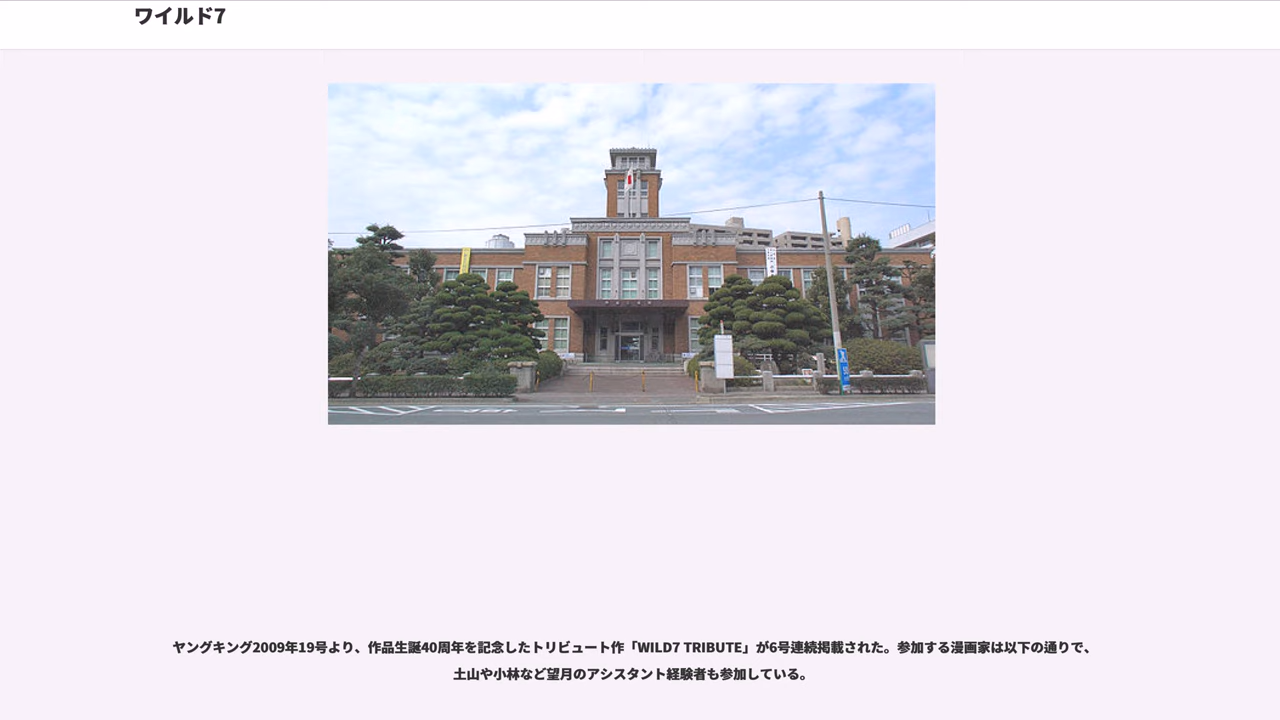 ワイルド7
ヤングキング2009年19号より、作品生誕40周年を記念したトリビュート作「WILD7 TRIBUTE」が6号連続掲載された。参加する漫画家は以下の通りで、
土山や小林など望月のアシスタント経験者も参加している。